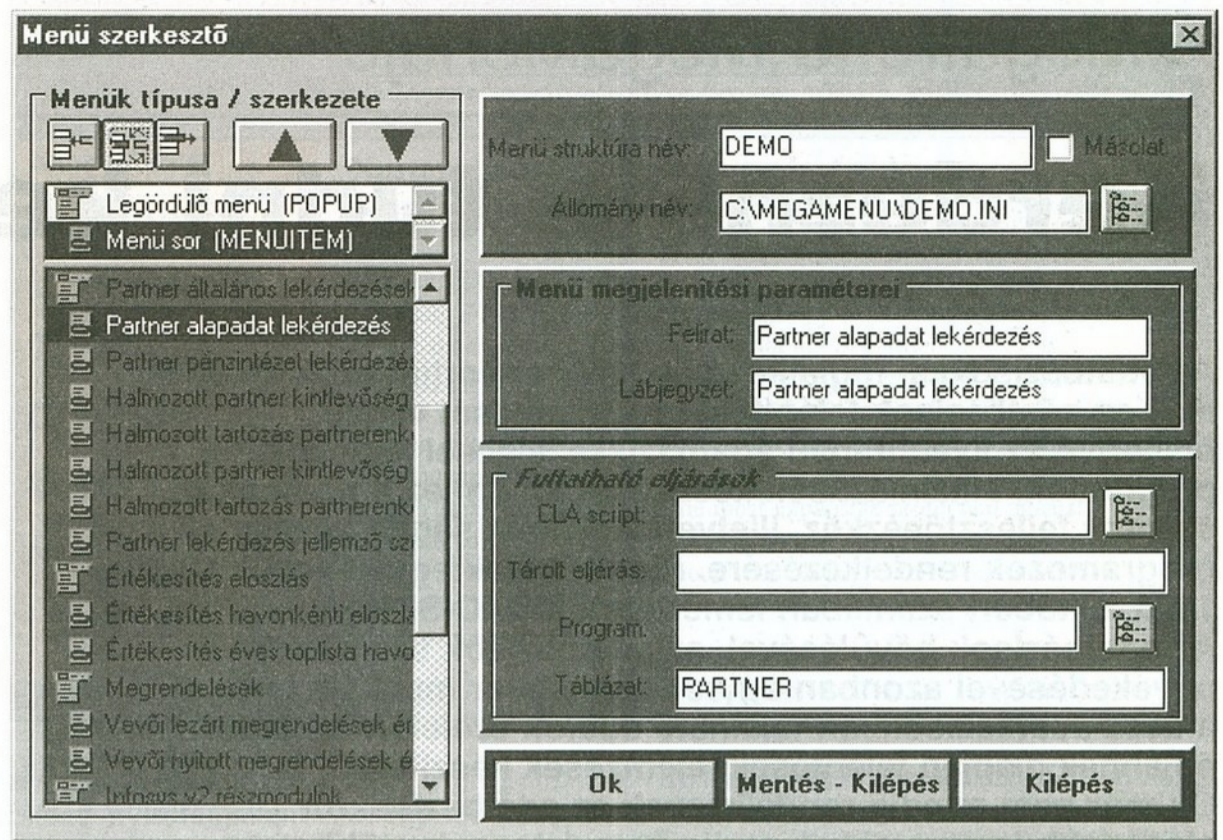 Menü szerkesztő
Menük típusa / szerkezete
Legördülő menü (POPUP)
Menü sor (MENUITEM)
Partner általános lekérdezések
Partner alapadat lekérdezés
Partner pénzintézet lekérdezés
Halmozott partner kintlevőség
Halmozott tartozás partnerenk
Halmozott partner kintlevőség
Halmozott tartozás partnerenk
Partner lekérdezés jellemző sz
Értékesítés eloszlás
Értékesítés havonkénti eloszlá
Értékesítés éves toplista havo
Megrendelések
Vevői lezárt megrendelések ér
Vevői nyitott megrendelések é
Infosys v2 részmodulok
Menü struktúra név: DEMO Másolat
Állomány név: C:\MEGAMENU\DEMO.INI
Menü megjelenítési paraméterei
Felirat: Partner alapadat lekérdezés
Lábjegyzet: Partner alapadat lekérdezés
Futtatható eljárások
CLA script:
Tárolt eljárás:
Program:
Táblázat: PARTNER
Ok Mentés - Kilépés Kilépés